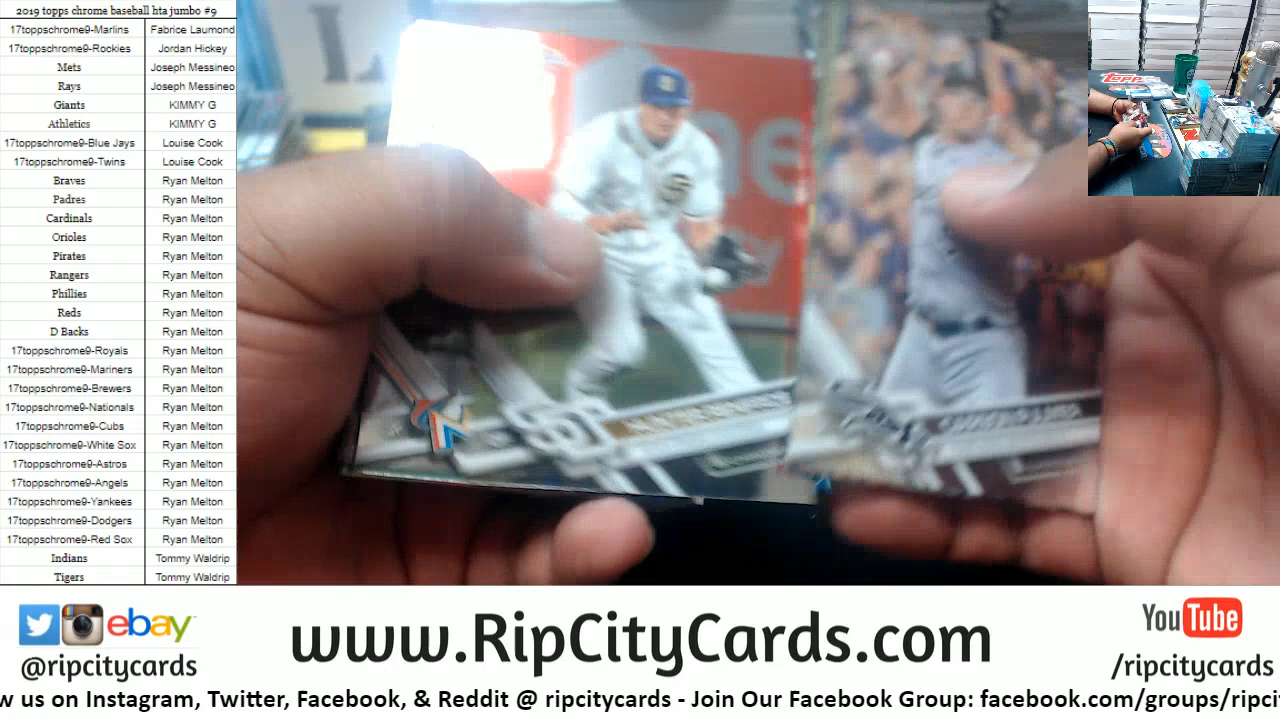 2019 topps chrome baseball hta jumbo #9
17toppschrome9-Marlins Fabrice Laumond
17toppschrome9-Rockies Jordan Hickey
Mets Joseph Messineo
Rays Joseph Messineo
Giants KIMMY G
Athletics KIMMY G
17toppschrome9-Blue Jays Louise Cook
17toppschrome9-Twins Louise Cook
Braves Ryan Melton
Padres Ryan Melton
Cardinals Ryan Melton
Orioles Ryan Melton
Pirates Ryan Melton
Rangers Ryan Melton
Phillies Ryan Melton
Reds Ryan Melton
D Backs Ryan Melton
17toppschrome9-Royals Ryan Melton
17toppschrome9-Mariners Ryan Melton
17toppschrome9-Brewers Ryan Melton
17toppschrome9-Nationals Ryan Melton
17toppschrome9-Cubs Ryan Melton
17toppschrome9-White Sox Ryan Melton
17toppschrome9-Astros Ryan Melton
17toppschrome9-Angels Ryan Melton
17toppschrome9-Yankees Ryan Melton
17toppschrome9-Dodgers Ryan Melton
17toppschrome9-Red Sox Ryan Melton
Indians Tommy Waldrip
Tigers Tommy Waldrip
topps
SD
ebay
@ripcitycards
www.RipCityCards.com
YouTube
/ripcitycards
w us on Instagram, Twitter, Facebook, & Reddit @ ripcitycards - Join Our Facebook Group: facebook.com/groups/ripci